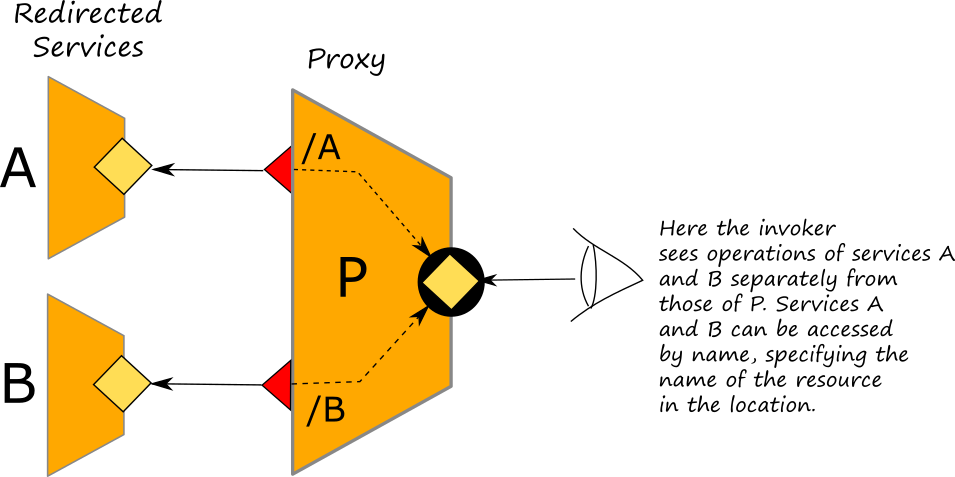 Redirected
Services
Proxy
A
/A
P
B
/B
Here the invoker
sees operations of services A
and B separately from
those of P. Services A
and B can be accessed
by name, specifying the
name of the resource
in the location.